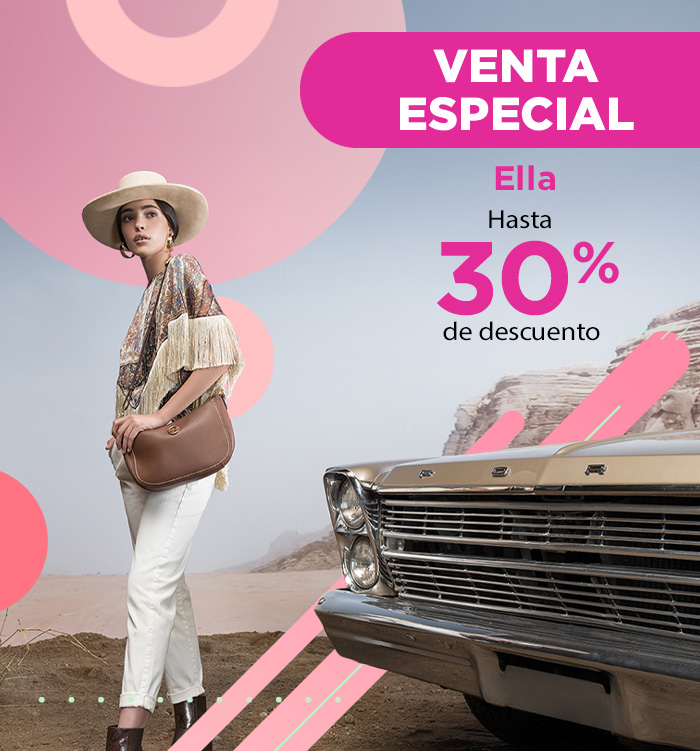 VENTA
ESPECIAL
Ella
Hasta
30%
de descuento
F O R